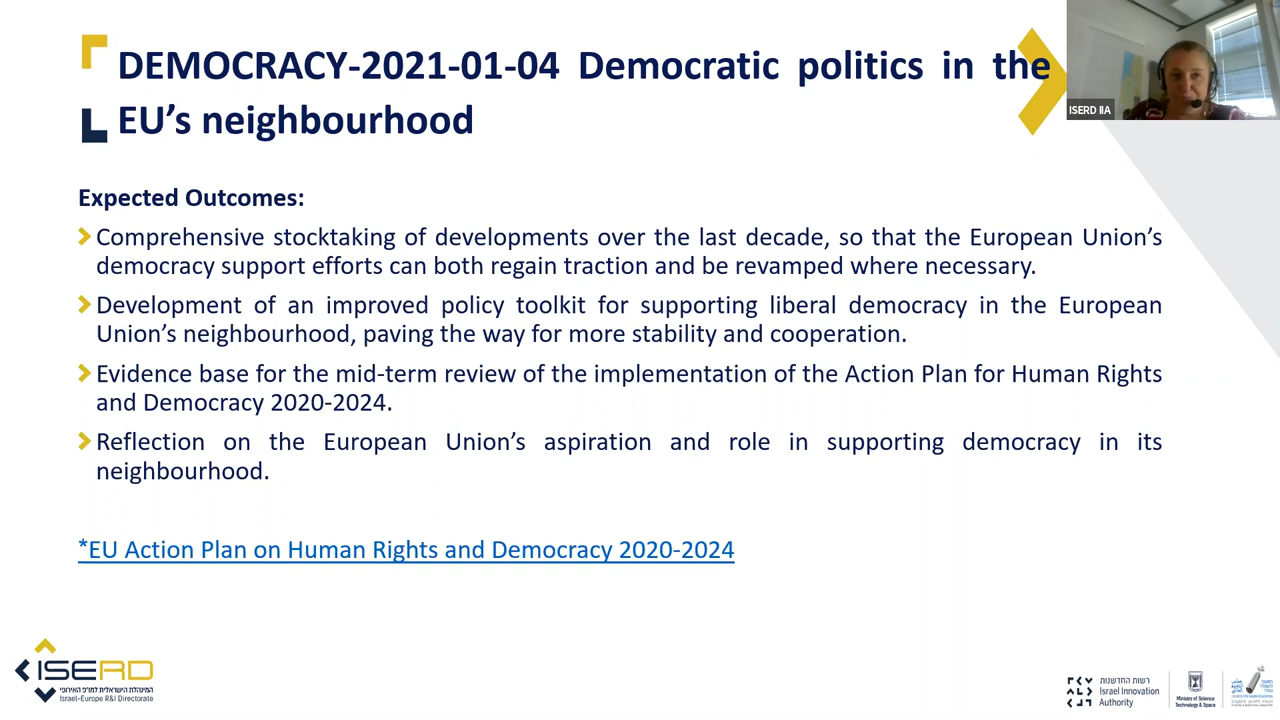 DEMOCRACY-2021-01-04 Democratic politics in the
EU’s neighbourhood
ISERD IIA
Expected Outcomes:
Comprehensive stocktaking of developments over the last decade, so that the European Union’s
democracy support efforts can both regain traction and be revamped where necessary.
Development of an improved policy toolkit for supporting liberal democracy in the European
Union’s neighbourhood, paving the way for more stability and cooperation.
Evidence base for the mid-term review of the implementation of the Action Plan for Human Rights
and Democracy 2020-2024.
Reflection on the European Union’s aspiration and role in supporting democracy in its
neighbourhood.
*EU Action Plan on Human Rights and Democracy 2020-2024
ISERD
המינהלת הישראלית למו"פ האירופי
Israel-Europe R&I Directorate
רשות החדשנות
Israel Innovation
Authority
Ministry of Science
Technology & Space